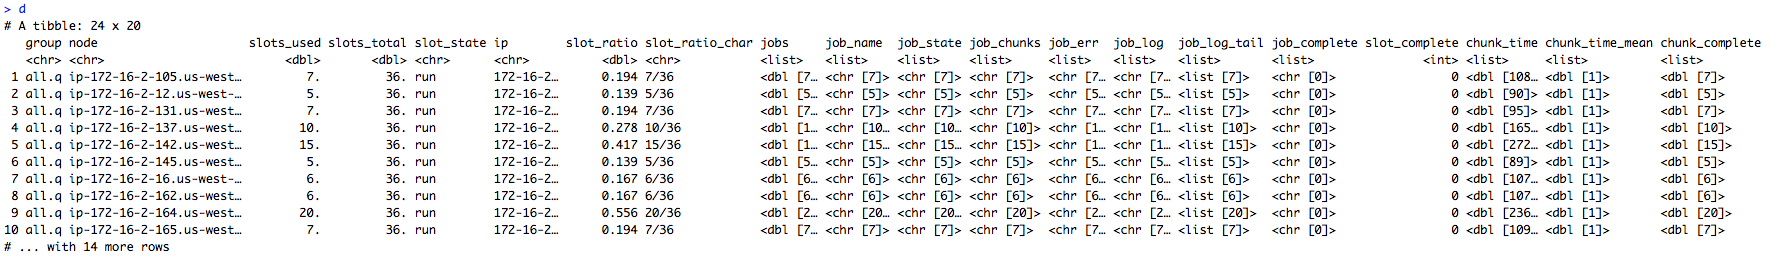 > d
# A tibble: 24 x 20
group node slots_used slots_total slot_state ip slot_ratio slot_ratio_char jobs job_name job_state job_chunks job_err job_log job_log_tail job_complete slot_complete chunk_time chunk_time_mean chunk_complete
<chr> <chr> <dbl> <dbl> <chr> <chr> <dbl> <chr> <list> <list> <list> <list> <list> <list> <list> <list> <int> <list> <list> <list>
1 all.q ip-172-16-2-105.us-west… 7. 36. run 172-16-2… 0.194 7/36 <dbl [7… <chr [7]> <chr [7]> <chr [7]> <chr [7… <chr [7… <list [7]> <chr [0]> 0 <dbl [108… <dbl [1]> <dbl [7]>
2 all.q ip-172-16-2-12.us-west-… 5. 36. run 172-16-2… 0.139 5/36 <dbl [5… <chr [5]> <chr [5]> <chr [5]> <chr [5… <chr [5… <list [5]> <chr [0]> 0 <dbl [90]> <dbl [1]> <dbl [5]>
3 all.q ip-172-16-2-131.us-west… 7. 36. run 172-16-2… 0.194 7/36 <dbl [7… <chr [7]> <chr [7]> <chr [7]> <chr [7… <chr [7… <list [7]> <chr [0]> 0 <dbl [95]> <dbl [1]> <dbl [7]>
4 all.q ip-172-16-2-137.us-west… 10. 36. run 172-16-2… 0.278 10/36 <dbl [1… <chr [10… <chr [10… <chr [10]> <chr [1… <chr [1… <list [10]> <chr [0]> 0 <dbl [165… <dbl [1]> <dbl [10]>
5 all.q ip-172-16-2-142.us-west… 15. 36. run 172-16-2… 0.417 15/36 <dbl [1… <chr [15… <chr [15… <chr [15]> <chr [1… <chr [1… <list [15]> <chr [0]> 0 <dbl [272… <dbl [1]> <dbl [15]>
6 all.q ip-172-16-2-145.us-west… 5. 36. run 172-16-2… 0.139 5/36 <dbl [5… <chr [5]> <chr [5]> <chr [5]> <chr [5… <chr [5… <list [5]> <chr [0]> 0 <dbl [89]> <dbl [1]> <dbl [5]>
7 all.q ip-172-16-2-16.us-west-… 6. 36. run 172-16-2… 0.167 6/36 <dbl [6… <chr [6]> <chr [6]> <chr [6]> <chr [6… <chr [6… <list [6]> <chr [0]> 0 <dbl [107… <dbl [1]> <dbl [6]>
8 all.q ip-172-16-2-162.us-west… 6. 36. run 172-16-2… 0.167 6/36 <dbl [6… <chr [6]> <chr [6]> <chr [6]> <chr [6… <chr [6… <list [6]> <chr [0]> 0 <dbl [107… <dbl [1]> <dbl [6]>
9 all.q ip-172-16-2-164.us-west… 20. 36. run 172-16-2… 0.556 20/36 <dbl [2… <chr [20… <chr [20… <chr [20]> <chr [2… <chr [2… <list [20]> <chr [0]> 0 <dbl [236… <dbl [1]> <dbl [20]>
10 all.q ip-172-16-2-165.us-west… 7. 36. run 172-16-2… 0.194 7/36 <dbl [7… <chr [7]> <chr [7]> <chr [7]> <chr [7… <chr [7… <list [7]> <chr [0]> 0 <dbl [109… <dbl [1]> <dbl [7]>
# ... with 14 more rows